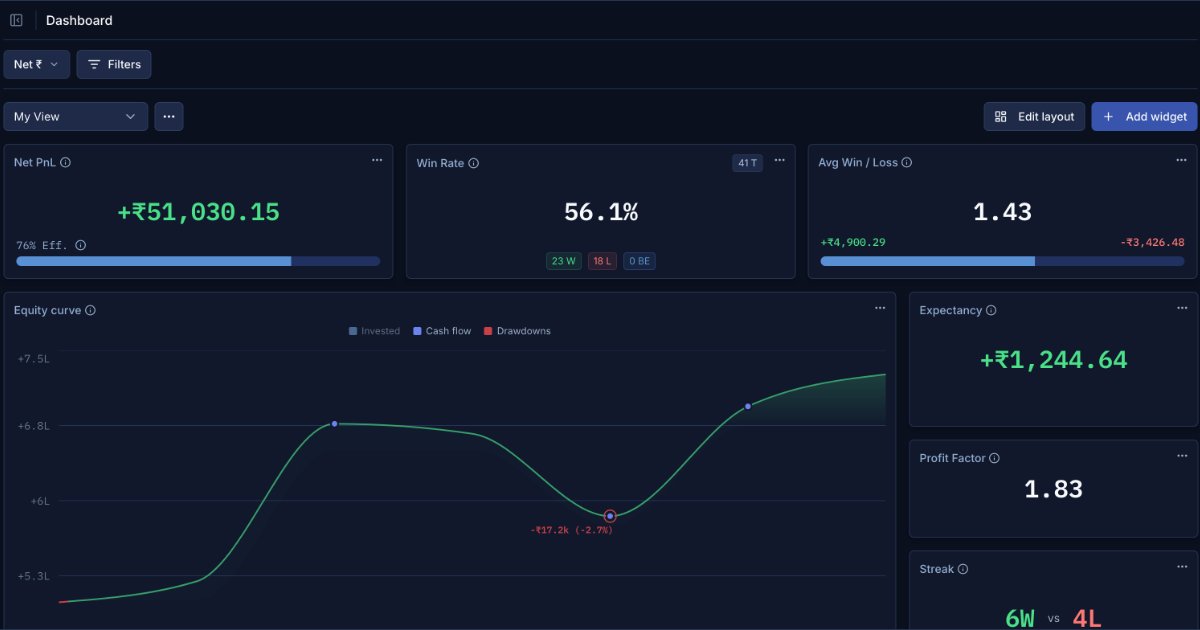 Dashboard
Net ₹
Filters
My View
Edit layout
+ Add widget
Net PnL
+₹51,030.15
76% Eff.
Win Rate
41 T
56.1%
23 W 18 L 0 BE
Avg Win / Loss
1.43
+₹4,900.29
-₹3,426.48
Equity curve
Invested Cash flow Drawdowns
+7.5L
+6.8L
+6L
-₹17.2k (-2.7%)
+5.3L
Expectancy
+₹1,244.64
Profit Factor
1.83
Streak
6W vs 4L